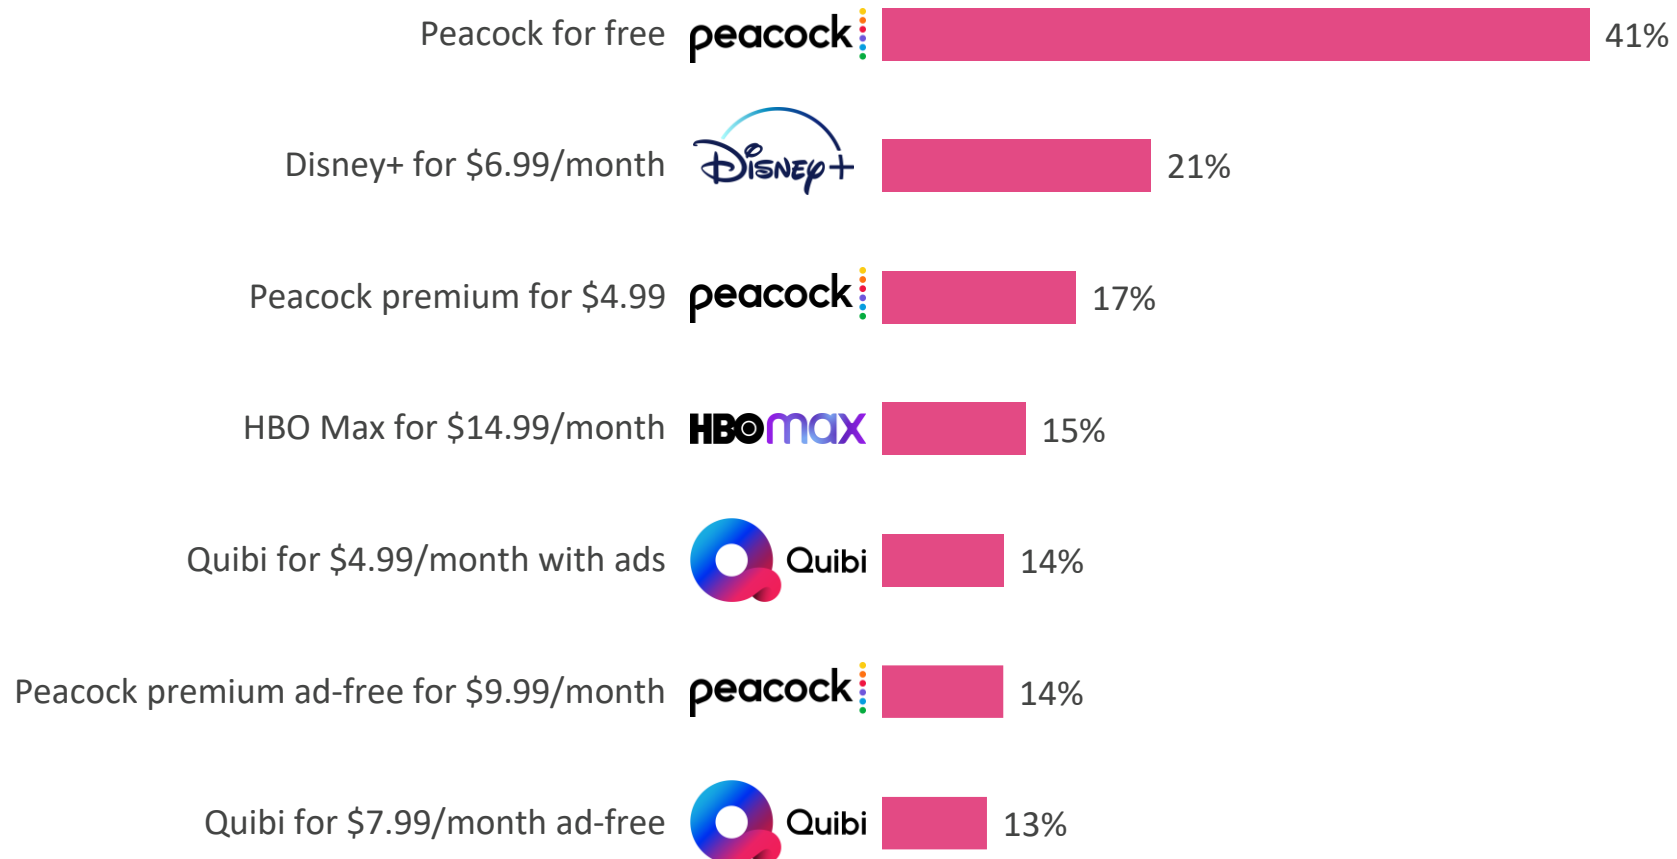 Peacock for free peacock 41%
Disney+ for $6.99/month Disney+ 21%
Peacock premium for $4.99 peacock 17%
HBO Max for $14.99/month HBOmax 15%
Quibi for $4.99/month with ads Quibi 14%
Peacock premium ad-free for $9.99/month peacock 14%
Quibi for $7.99/month ad-free Quibi 13%